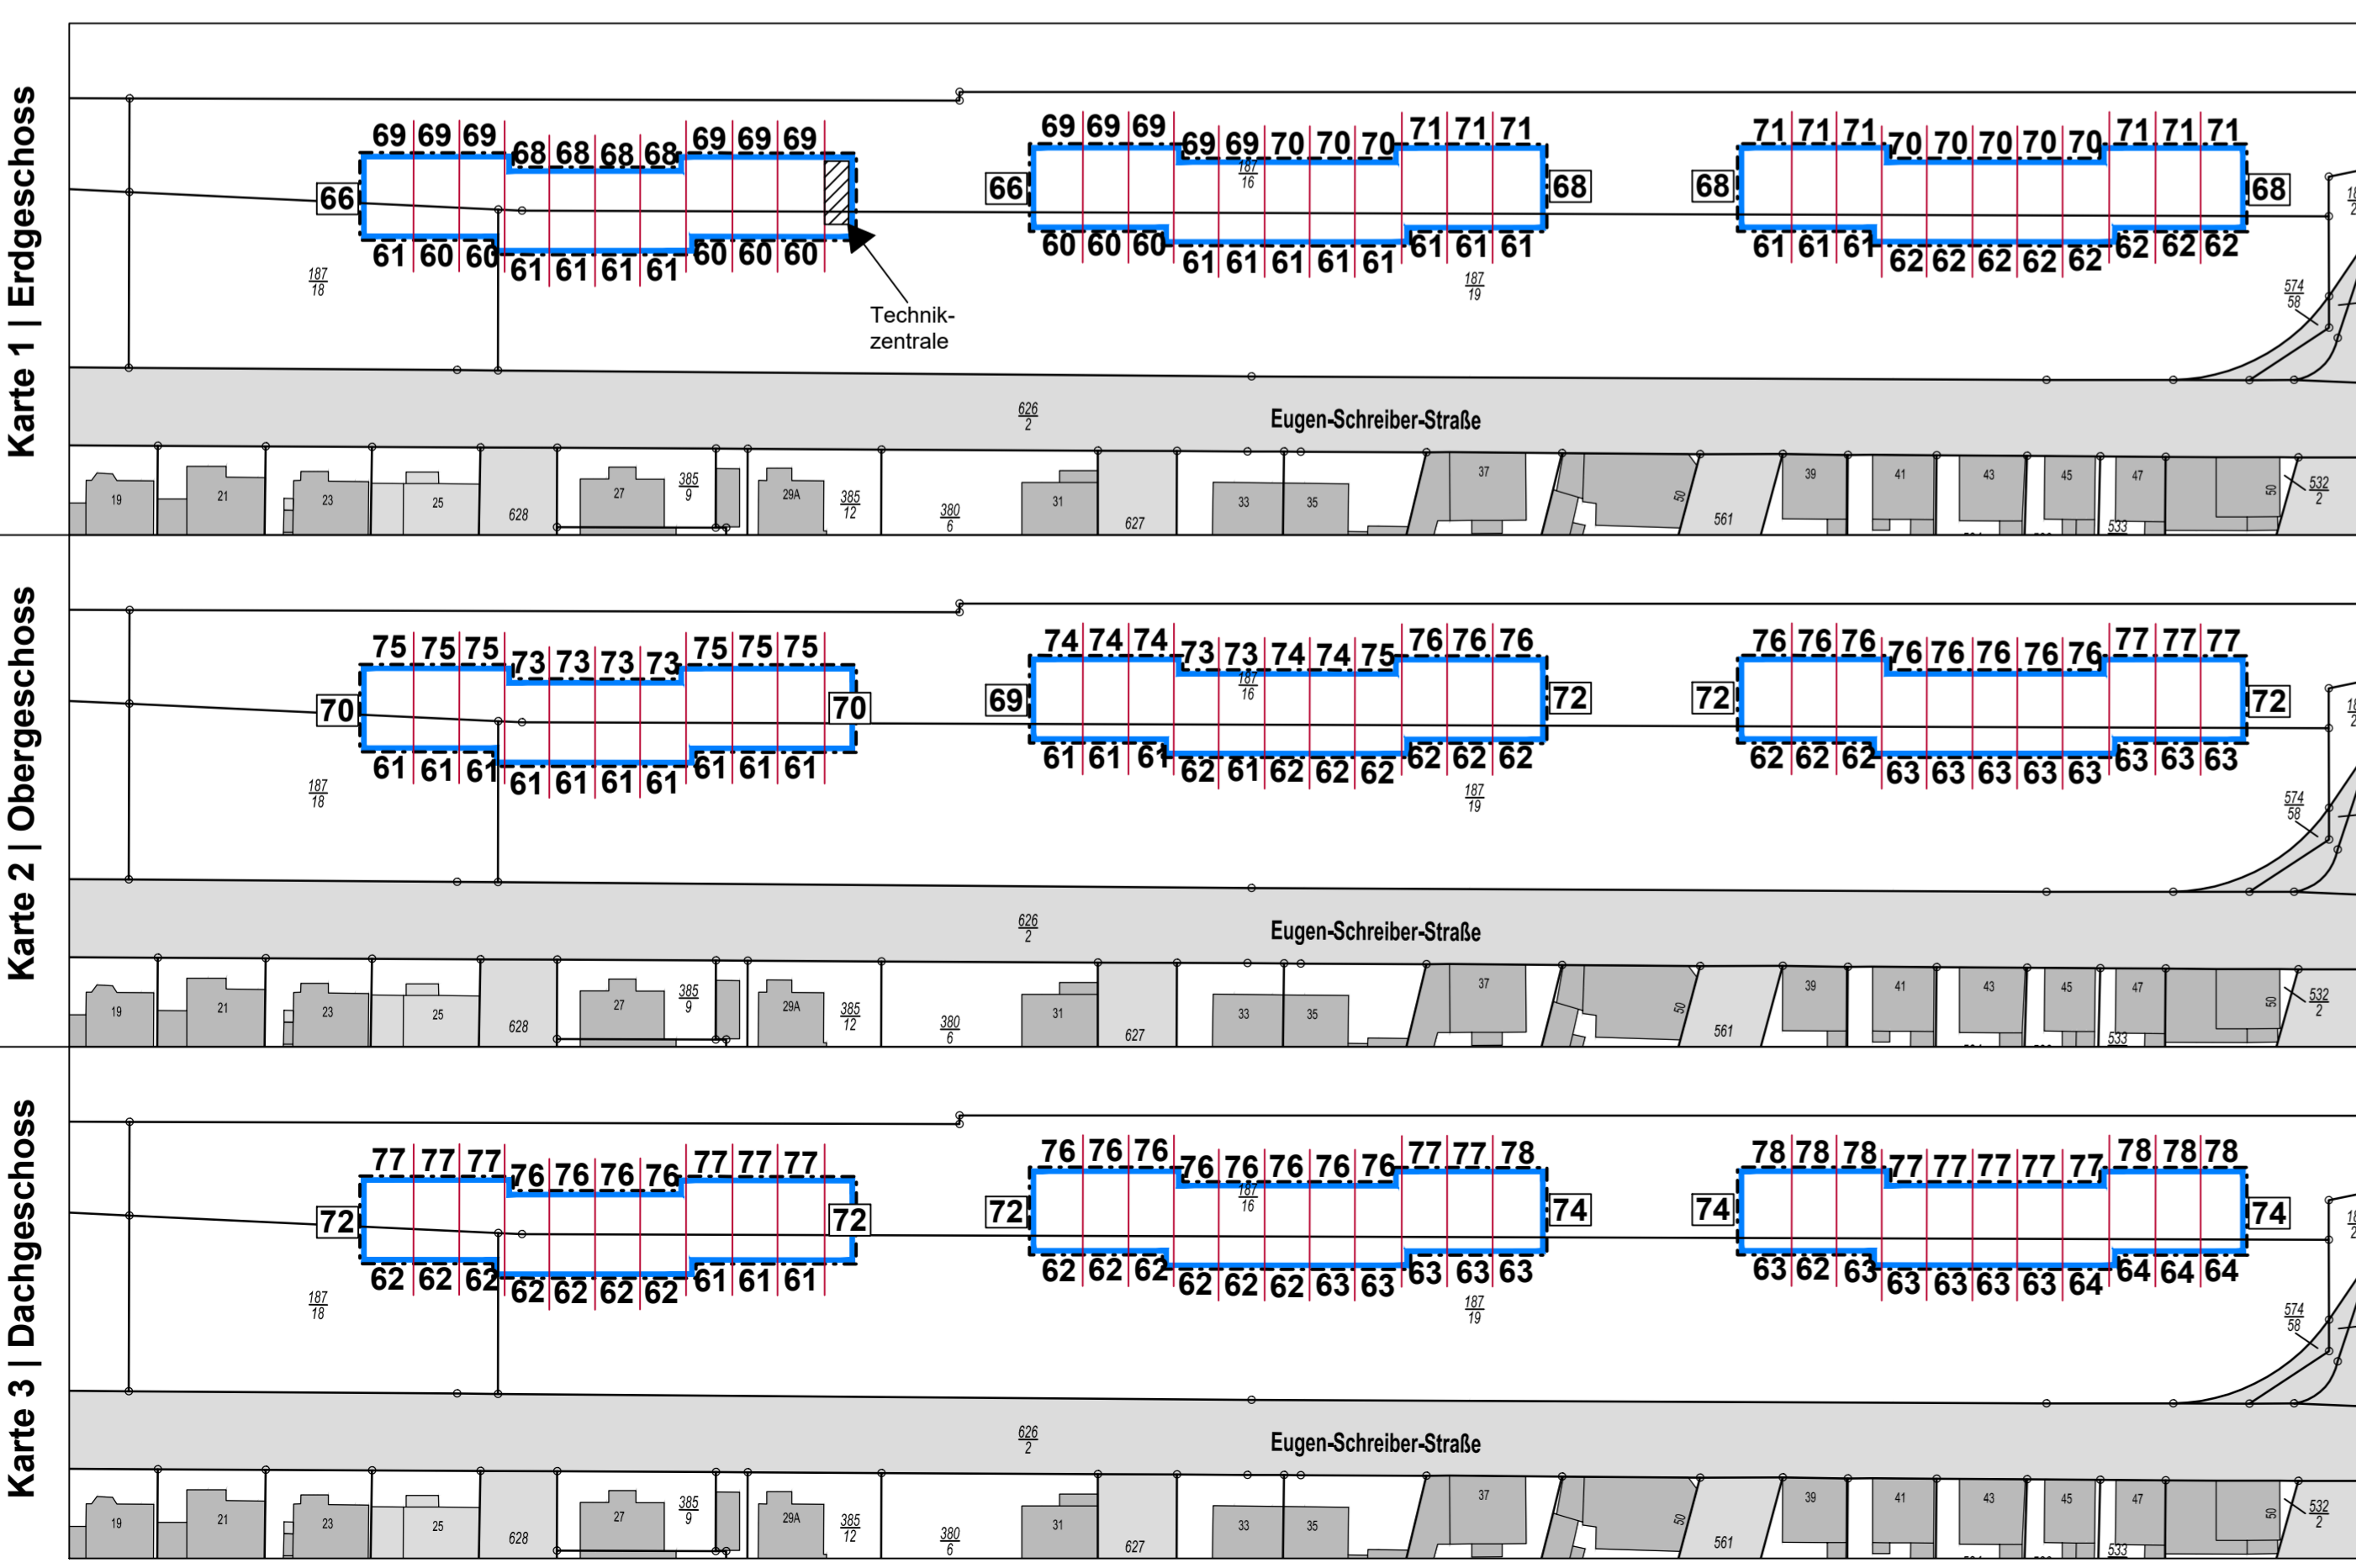 Karte 1 | Erdgeschoss
69 69 69 68 68 68 68 69 69 69
66
61 60 60 61 61 61 61 60 60 60
Technik-
zentrale
69 69 69 69 69 70 70 70 71 71 71
66 68
60 60 60 61 61 61 61 61 61 61 61
71 71 71 70 70 70 70 70 71 71 71
68 68
61 61 61 62 62 62 62 62 62 62 62
187
16
187
18
187
19
574
58
626
2
Eugen-Schreiber-Straße
19 21 23 25 628 27
385
9
29A
385
12
380
6
31 627 33 35 37 50 561 39 41 43 45 47 50
533
532
2
Karte 2 | Obergeschoss
75 75 75 73 73 73 73 75 75 75
70 70
61 61 61 61 61 61 61 61 61 61
74 74 74 73 73 74 74 75 76 76 76
69 72
61 61 61 62 61 62 62 62 62 62 62
76 76 76 76 76 76 76 76 77 77 77
72 72
62 62 62 63 63 63 63 63 63 63 63
187
16
187
18
187
19
574
58
626
2
Eugen-Schreiber-Straße
19 21 23 25 628 27
385
9
29A
385
12
380
6
31 627 33 35 37 50 561 39 41 43 45 47 50
533
532
2
Karte 3 | Dachgeschoss
77 77 77 76 76 76 76 77 77 77
72 72
62 62 62 62 62 62 62 61 61 61
76 76 76 76 76 76 76 76 77 77 78
72 74
62 62 62 62 62 62 63 63 63 63 63
78 78 78 77 77 77 77 77 78 78 78
74 74
63 62 63 63 63 63 63 64 64 64 64
187
16
187
18
187
19
574
58
626
2
Eugen-Schreiber-Straße
19 21 23 25 628 27
385
9
29A
385
12
380
6
31 627 33 35 37 50 561 39 41 43 45 47 50
533
532
2